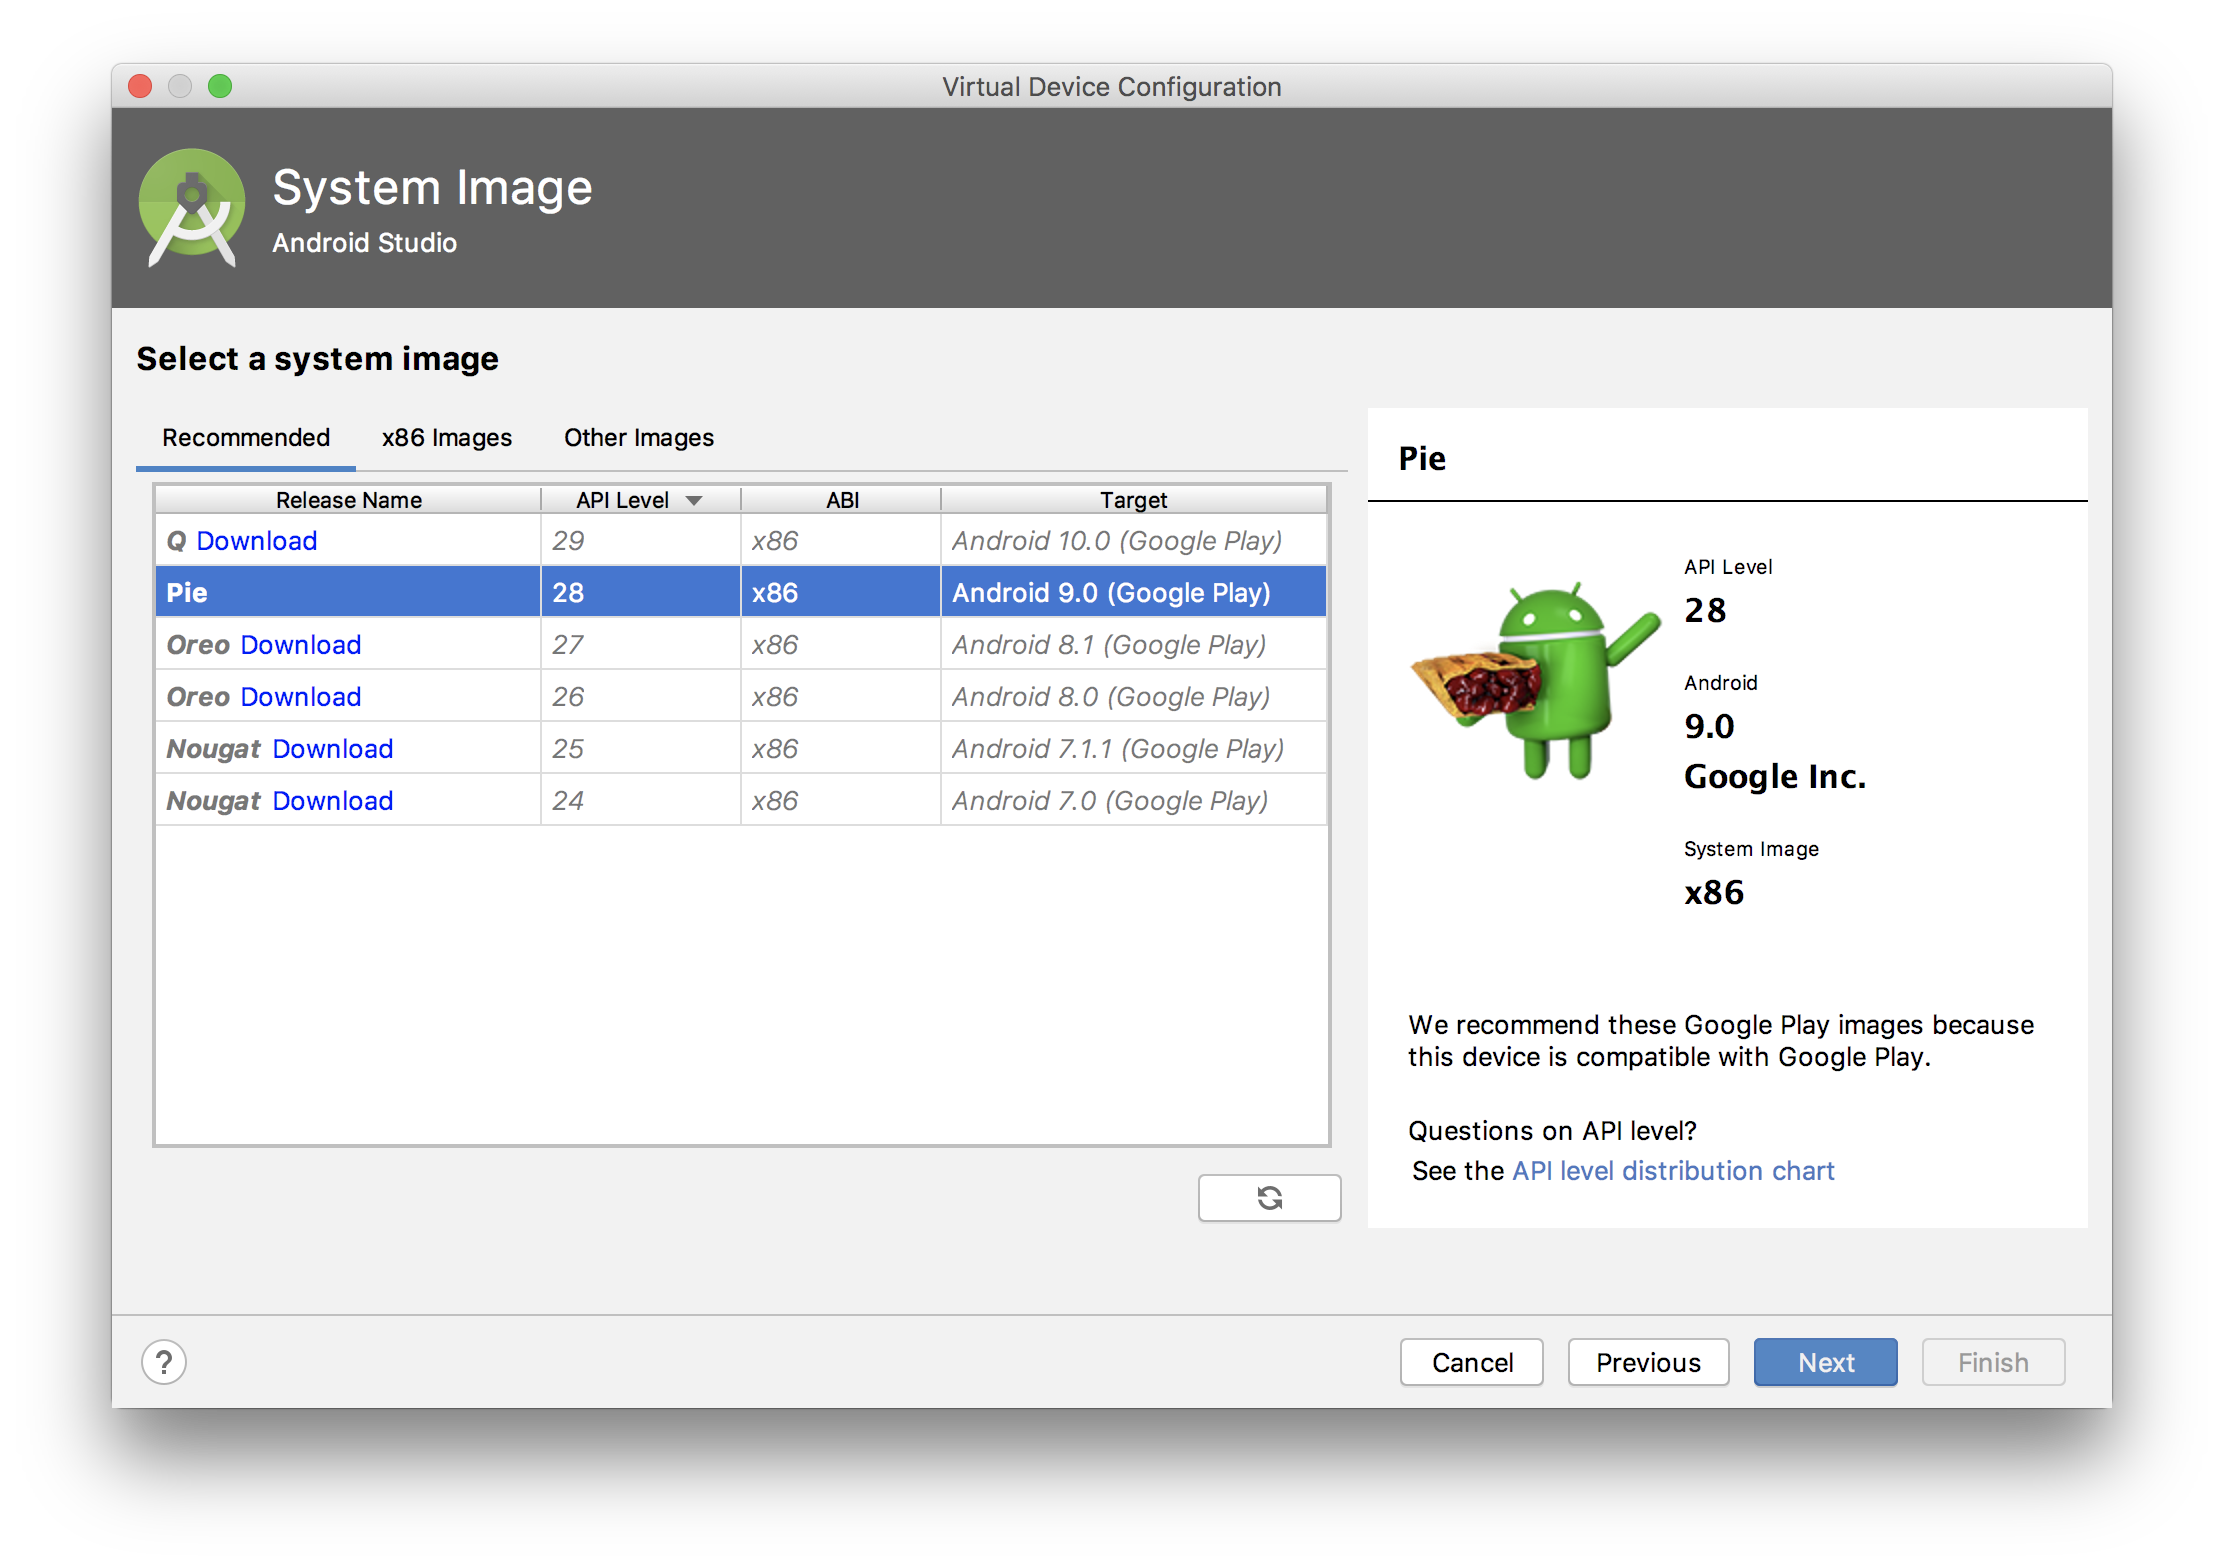 Virtual Device Configuration
System Image
Android Studio
Select a system image
Recommended x86 Images Other Images
Release Name API Level ABI Target
Q Download 29 x86 Android 10.0 (Google Play)
Pie 28 x86 Android 9.0 (Google Play)
Oreo Download 27 x86 Android 8.1 (Google Play)
Oreo Download 26 x86 Android 8.0 (Google Play)
Nougat Download 25 x86 Android 7.1.1 (Google Play)
Nougat Download 24 x86 Android 7.0 (Google Play)
Pie
API Level
28
Android
9.0
Google Inc.
System Image
x86
We recommend these Google Play images because
this device is compatible with Google Play.
Questions on API level?
See the API level distribution chart
? Cancel Previous Next Finish